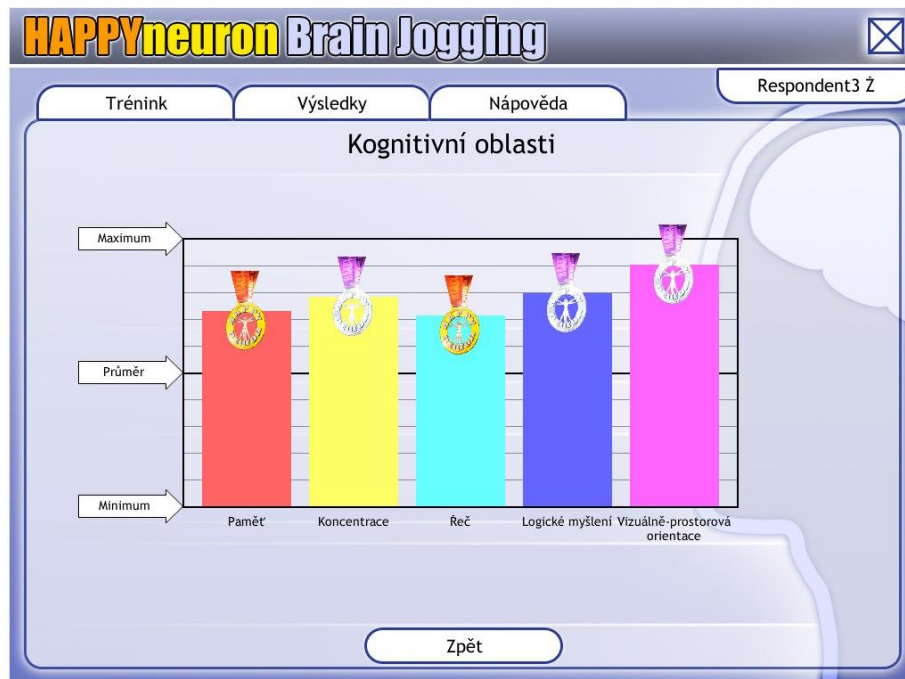 HAPPYneuron Brain Jogging
Respondent3 Ž
Trénink
Výsledky
Nápověda
Kognitivní oblasti
Maximum
Průměr
Minimum
Paměť
Koncentrace
Řeč
Logické myšlení
Vizuálně-prostorová
orientace
Zpět